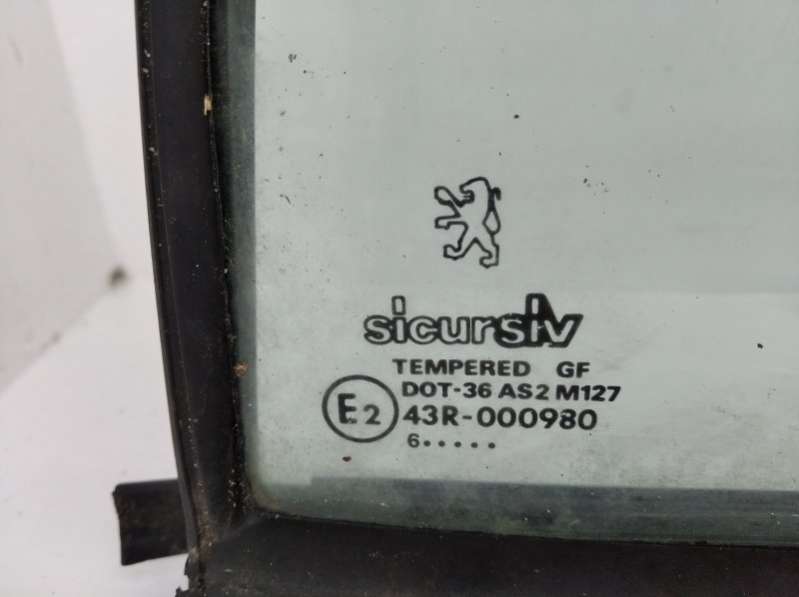 sicursiv
TEMPERED GF
DOT-36 AS2 M127
E2 43R-000980
6•••••